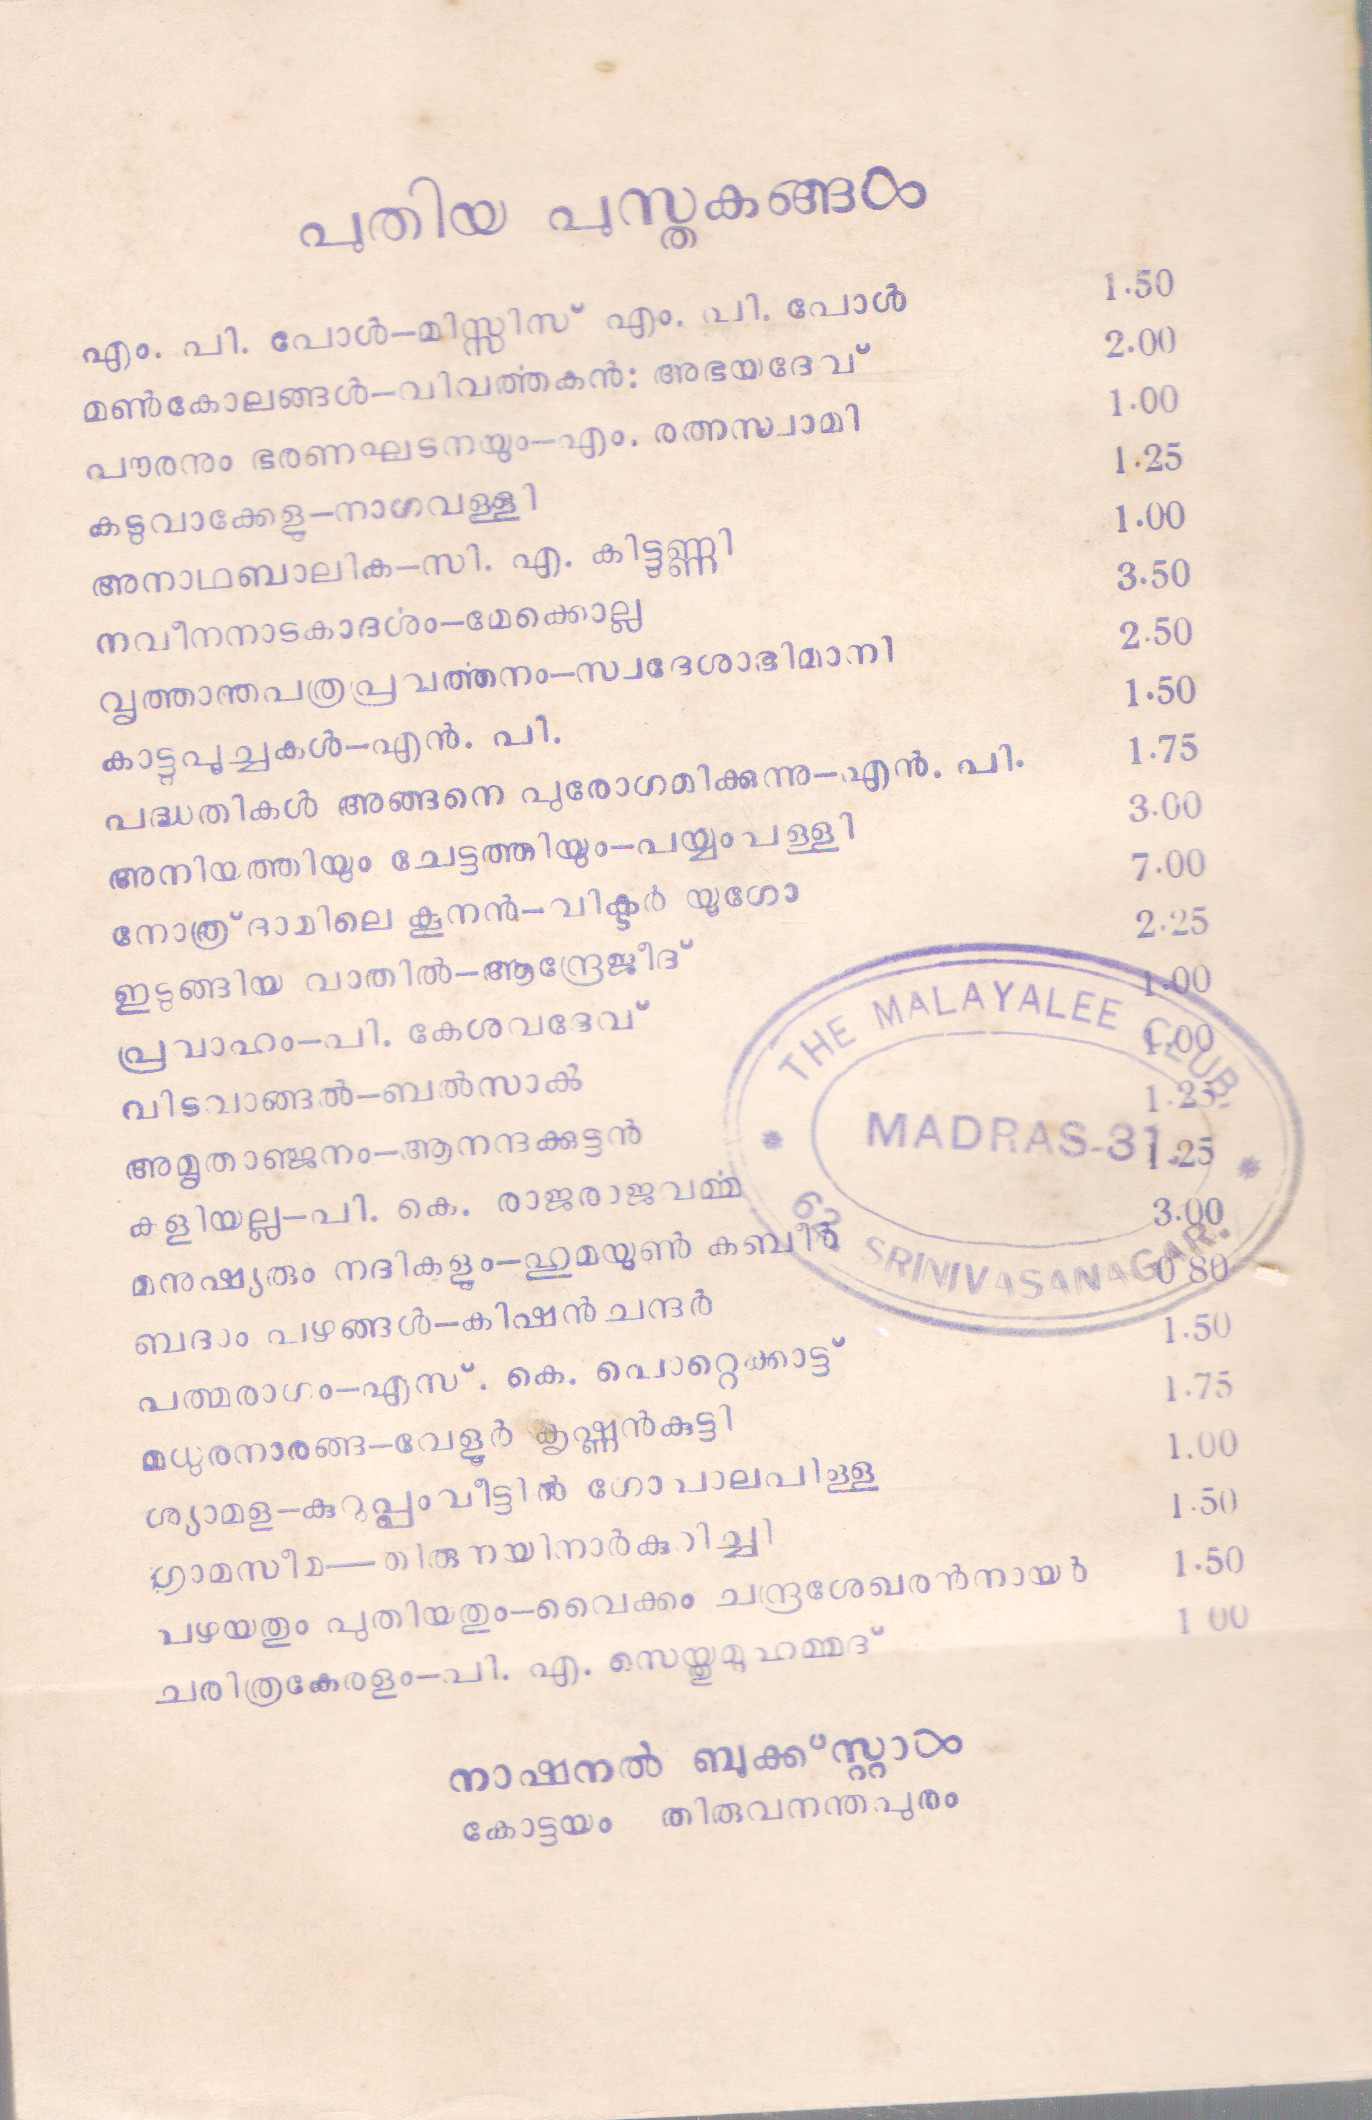 പുതിയ പുസ്തകങ്ങൾ
എം. പി. പോൾ—മിസ്സിസ് എം. പി. പോൾ 1·50
മൺകോലങ്ങൾ—വിവൎത്തകൻ: അഭയദേവ് 2·00
പൗരനും ഭരണഘടനയും—എം. രത്നസ്വാമി 1·00
കടുവാക്കേളു—നാഗവള്ളി 1·25
അനാഥബാലിക—സി. എ. കിട്ടുണ്ണി 1·00
നവീനനാടകാദൎശം—മേക്കൊല്ല 3·50
വൃത്താന്തപത്രപ്രവൎത്തനം—സ്വദേശാഭിമാനി 2·50
കാട്ടുപൂച്ചകൾ—എൻ. പി. 1·50
പദ്ധതികൾ അങ്ങനെ പുരോഗമിക്കുന്നു—എൻ. പി. 1·75
അനിയത്തിയും ചേട്ടത്തിയും—പയ്യംപള്ളി 3·00
നോത്ര്ദാമിലെ കൂനൻ—വിക്ടർ യൂഗോ 7·00
ഇടുങ്ങിയ വാതിൽ—ആന്ദ്രേജീദ് 2·25
പ്രവാഹം—പി. കേശവദേവ് 1·00
വിടവാങ്ങൽ—ബൽസാക് 1·00
അമൃതാഞ്ജനം—ആനന്ദക്കുട്ടൻ 1·25
കളിയല്ല—പി. കെ. രാജരാജവൎമ്മ 1·25
മനുഷ്യരും നദികളും—ഹുമയൂൺ കബീർ 3·00
ബദാം പഴങ്ങൾ—കിഷൻചന്ദർ 0 80
പത്മരാഗം—എസ്. കെ. പൊറ്റെക്കാട്ട് 1·50
മധുരനാരങ്ങ—വേളൂർ കൃഷ്ണൻകുട്ടി 1·75
ശ്യാമള—കുറുപ്പംവീട്ടിൽ ഗോപാലപിള്ള 1.00
ഗ്രാമസീമ—തിരുനയിനാർകുറിച്ചി 1·50
പഴയതും പുതിയതും—വൈക്കം ചന്ദ്രശേഖരൻനായർ 1·50
ചരിത്രകേരളം—പി. എ. സെയ്തുമുഹമ്മദ് 1 00
THE MALAYALEE CLUB
MADRAS-31.
SRINIVASANAGAR.
നാഷനൽ ബുക്ക്സ്റ്റാൾ
കോട്ടയം തിരുവനന്തപുരം